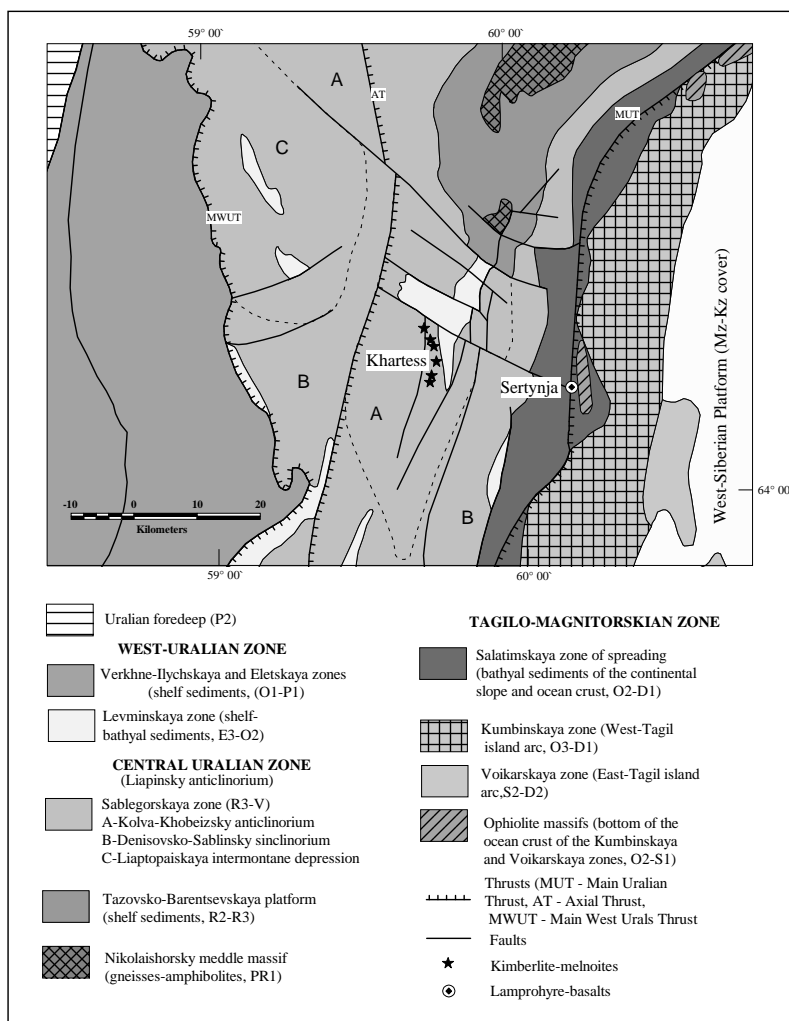 59° 00`
60° 00`
A
AT
MUT
C
MWUT
Khartess
Sertynja
B
A
B
West-Siberian Platform (Mz-Kz cover)
64° 00`
-10 0 10 20
Kilometers
59° 00`
60° 00`
Uralian foredeep (P2)
WEST-URALIAN ZONE
Verkhne-Ilychskaya and Eletskaya zones
(shelf sediments, (O1-P1)
Levminskaya zone (shelf-
bathyal sediments, E3-O2)
CENTRAL URALIAN ZONE
(Liapinsky anticlinorium)
Sablegorskaya zone (R3-V)
A-Kolva-Khobeizsky anticlinorium
B-Denisovsko-Sablinsky sinclinorium
C-Liaptopaiskaya intermontane depression
Tazovsko-Barentsevskaya platform
(shelf sediments, R2-R3)
Nikolaishorsky meddle massif
(gneisses-amphibolites, PR1)
TAGILO-MAGNITORSKIAN ZONE
Salatimskaya zone of spreading
(bathyal sediments of the continental
slope and ocean crust, O2-D1)
Kumbinskaya zone (West-Tagil
island arc, O3-D1)
Voikarskaya zone (East-Tagil island
arc,S2-D2)
Ophiolite massifs (bottom of the
ocean crust of the Kumbinskaya
and Voikarskaya zones, O2-S1)
Thrusts (MUT - Main Uralian
Thrust, AT - Axial Thrust,
MWUT - Main West Urals Thrust
Faults
Kimberlite-melnoites
Lamprohyre-basalts